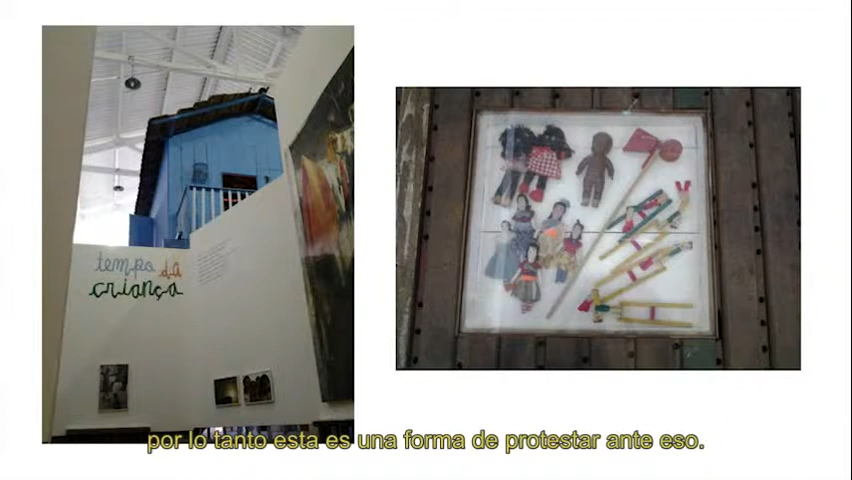 tempo da
criança
por lo tanto esta es una forma de protestar ante eso.